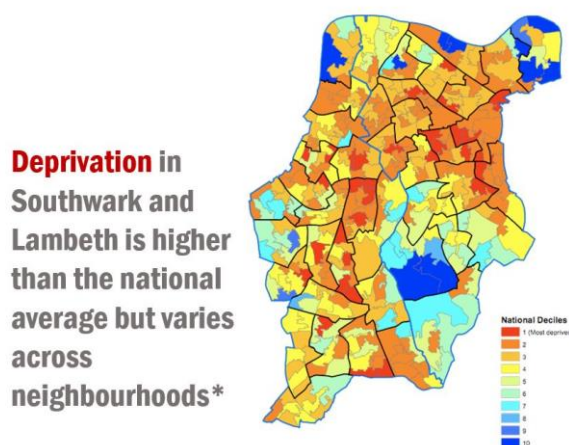 Deprivation in
Southwark and
Lambeth is higher
than the national
average but varies
across
neighbourhoods*
National Deciles
1 (Most deprived
2
3
4
5
6
7
8
9
10